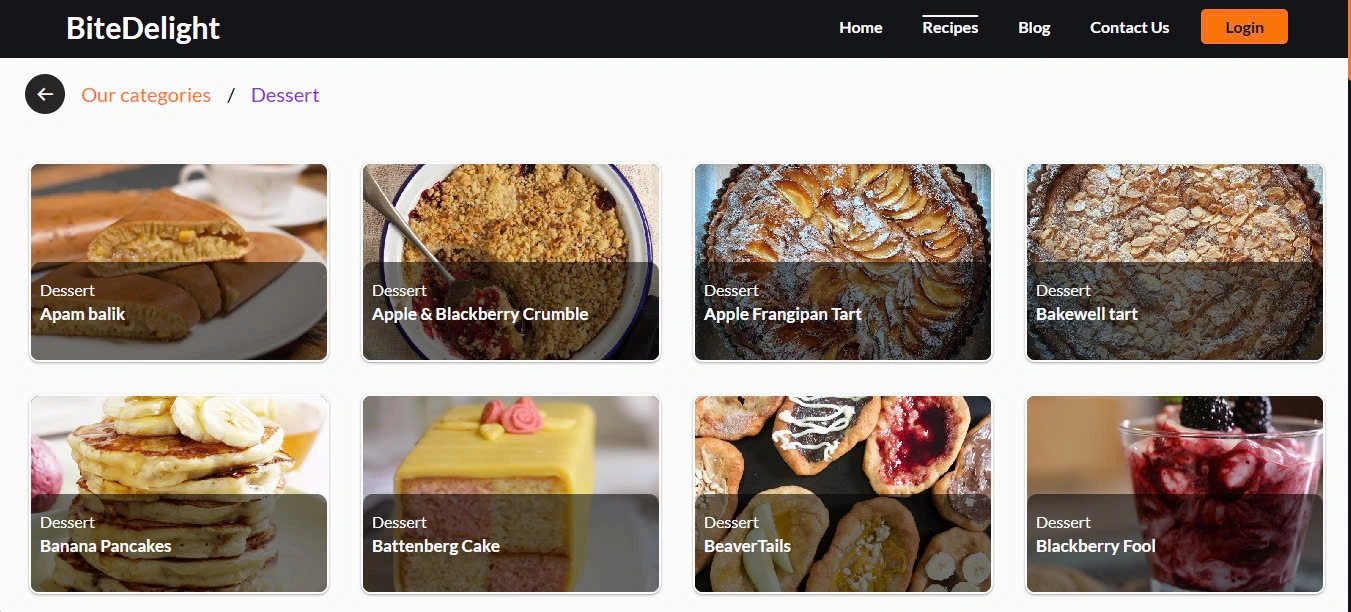 BiteDelight
Home Recipes Blog Contact Us Login
Our categories / Dessert
Dessert
Apam balik
Dessert
Apple & Blackberry Crumble
Dessert
Apple Frangipan Tart
Dessert
Bakewell tart
Dessert
Banana Pancakes
Dessert
Battenberg Cake
Dessert
BeaverTails
Dessert
Blackberry Fool